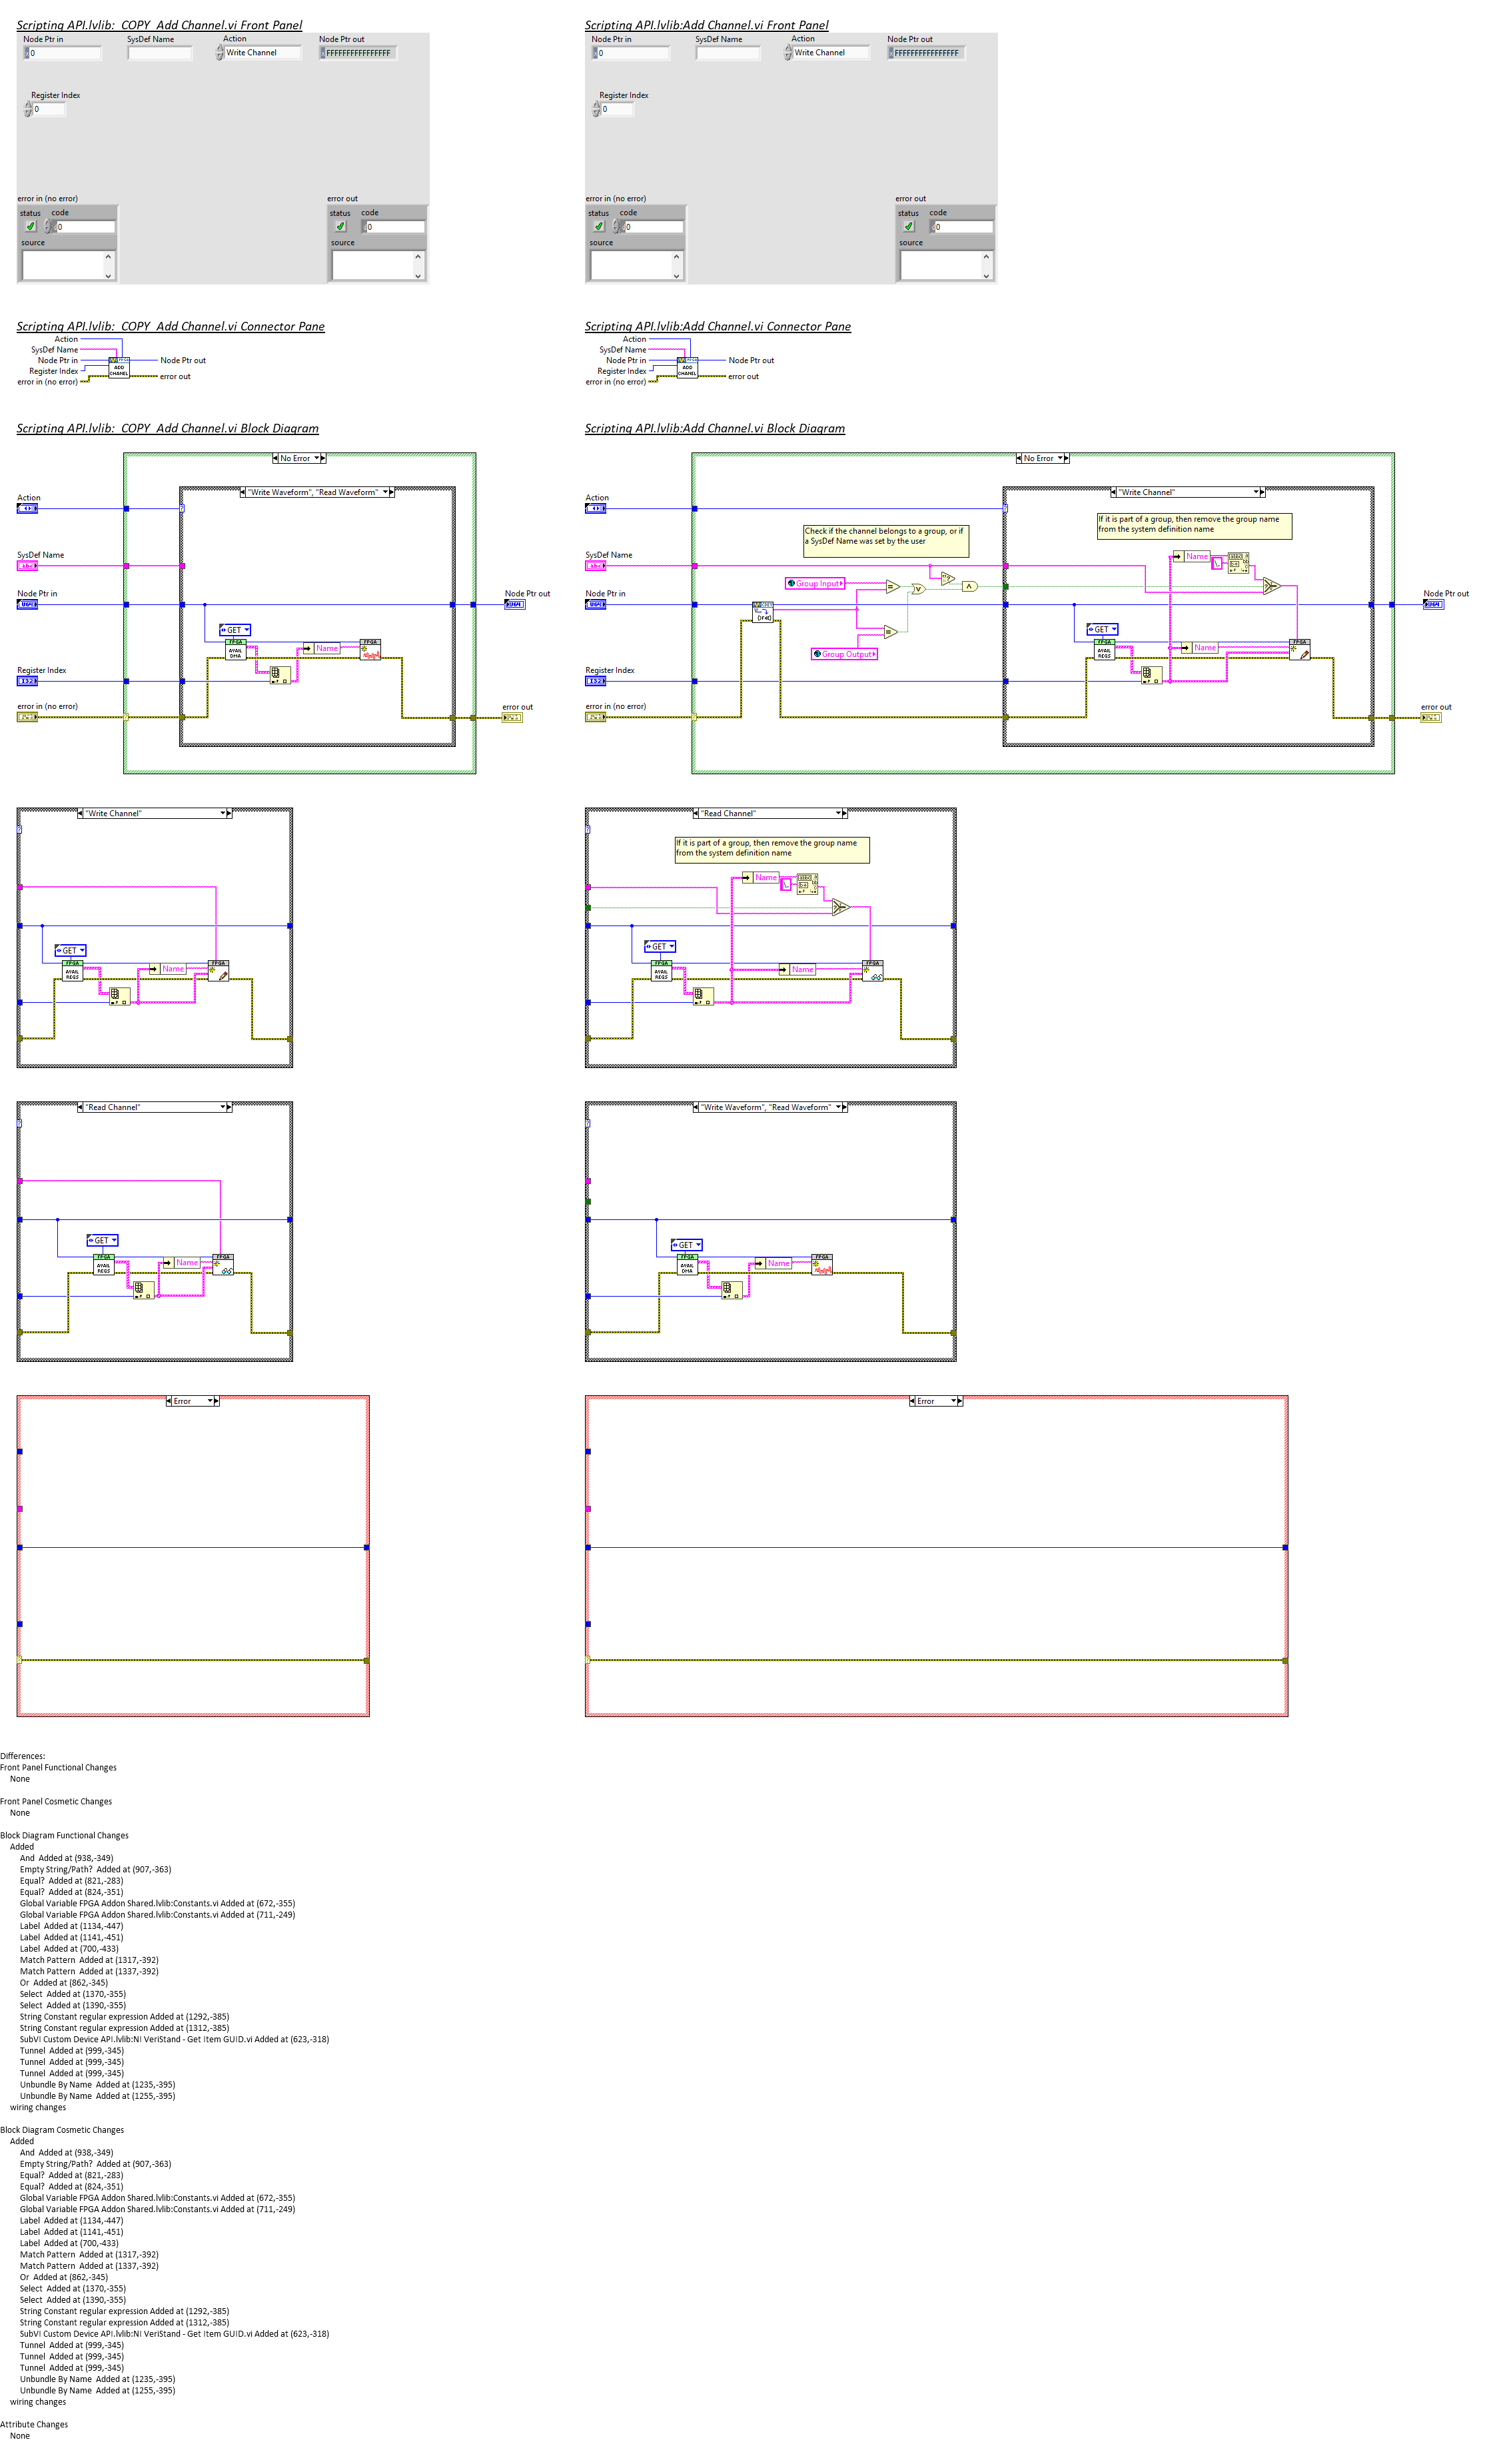 Scripting API.lvlib:_COPY_Add Channel.vi Front Panel
Node Ptr in
SysDef Name
Action
Node Ptr out
0
Write Channel
FFFFFFFFFFFFFFFF
Register Index
0
error in (no error)
error out
status code
0
source
status code
0
source
Scripting API.lvlib:Add Channel.vi Front Panel
Node Ptr in
SysDef Name
Action
Node Ptr out
0
Write Channel
FFFFFFFFFFFFFFFF
Register Index
0
error in (no error)
error out
status code
0
source
status code
0
source
Scripting API.lvlib:_COPY_Add Channel.vi Connector Pane
Action
SysDef Name
Node Ptr in
Register Index
error in (no error)
ADD
CHANEL
Node Ptr out
error out
Scripting API.lvlib:Add Channel.vi Connector Pane
Action
SysDef Name
Node Ptr in
Register Index
error in (no error)
ADD
CHANEL
Node Ptr out
error out
Scripting API.lvlib:_COPY_Add Channel.vi Block Diagram
No Error
"Write Waveform", "Read Waveform"
Action
SysDef Name
abc
Node Ptr in
Node Ptr out
GET
FPGA
AVAIL
DMA
Name
FPGA
Register Index
I32
error in (no error)
error out
Scripting API.lvlib:Add Channel.vi Block Diagram
No Error
"Write Channel"
Action
If it is part of a group, then remove the group name
from the system definition name
Check if the channel belongs to a group, or if
a SysDef Name was set by the user
SysDef Name
abc
Name
Group Input
Node Ptr in
Node Ptr out
GET
FPGA
AVAIL
REGS
Name
FPGA
Group Output
Register Index
I32
error in (no error)
error out
"Write Channel"
GET
FPGA
AVAIL
REGS
Name
FPGA
"Read Channel"
If it is part of a group, then remove the group name
from the system definition name
Name
GET
FPGA
AVAIL
REGS
Name
FPGA
"Read Channel"
GET
FPGA
AVAIL
REGS
Name
FPGA
"Write Waveform", "Read Waveform"
GET
FPGA
AVAIL
DMA
Name
FPGA
Error
Error
Differences:
Front Panel Functional Changes
None
Front Panel Cosmetic Changes
None
Block Diagram Functional Changes
Added
And Added at (938,-349)
Empty String/Path? Added at (907,-363)
Equal? Added at (821,-283)
Equal? Added at (824,-351)
Global Variable FPGA Addon Shared.lvlib:Constants.vi Added at (672,-355)
Global Variable FPGA Addon Shared.lvlib:Constants.vi Added at (711,-249)
Label Added at (1134,-447)
Label Added at (1141,-451)
Label Added at (700,-433)
Match Pattern Added at (1317,-392)
Match Pattern Added at (1337,-392)
Or Added at (862,-345)
Select Added at (1370,-355)
Select Added at (1390,-355)
String Constant regular expression Added at (1292,-385)
String Constant regular expression Added at (1312,-385)
SubVI Custom Device API.lvlib:NI VeriStand - Get Item GUID.vi Added at (623,-318)
Tunnel Added at (999,-345)
Tunnel Added at (999,-345)
Tunnel Added at (999,-345)
Unbundle By Name Added at (1235,-395)
Unbundle By Name Added at (1255,-395)
wiring changes
Block Diagram Cosmetic Changes
Added
And Added at (938,-349)
Empty String/Path? Added at (907,-363)
Equal? Added at (821,-283)
Equal? Added at (824,-351)
Global Variable FPGA Addon Shared.lvlib:Constants.vi Added at (672,-355)
Global Variable FPGA Addon Shared.lvlib:Constants.vi Added at (711,-249)
Label Added at (1134,-447)
Label Added at (1141,-451)
Label Added at (700,-433)
Match Pattern Added at (1317,-392)
Match Pattern Added at (1337,-392)
Or Added at (862,-345)
Select Added at (1370,-355)
Select Added at (1390,-355)
String Constant regular expression Added at (1292,-385)
String Constant regular expression Added at (1312,-385)
SubVI Custom Device API.lvlib:NI VeriStand - Get Item GUID.vi Added at (623,-318)
Tunnel Added at (999,-345)
Tunnel Added at (999,-345)
Tunnel Added at (999,-345)
Unbundle By Name Added at (1235,-395)
Unbundle By Name Added at (1255,-395)
wiring changes
Attribute Changes
None